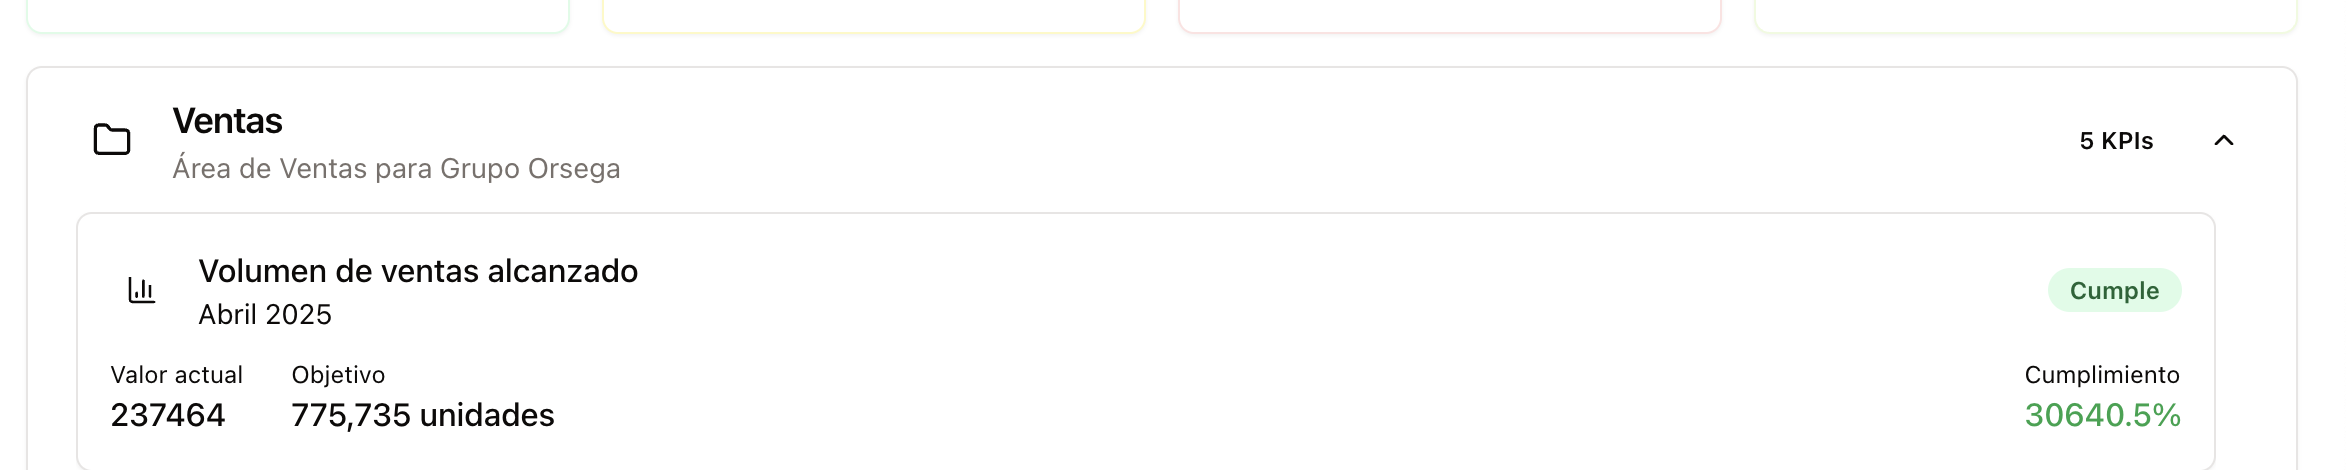 Ventas
Área de Ventas para Grupo Orsega
5 KPIs
Volumen de ventas alcanzado
Abril 2025
Cumple
Valor actual
237464
Objetivo
775,735 unidades
Cumplimiento
30640.5%